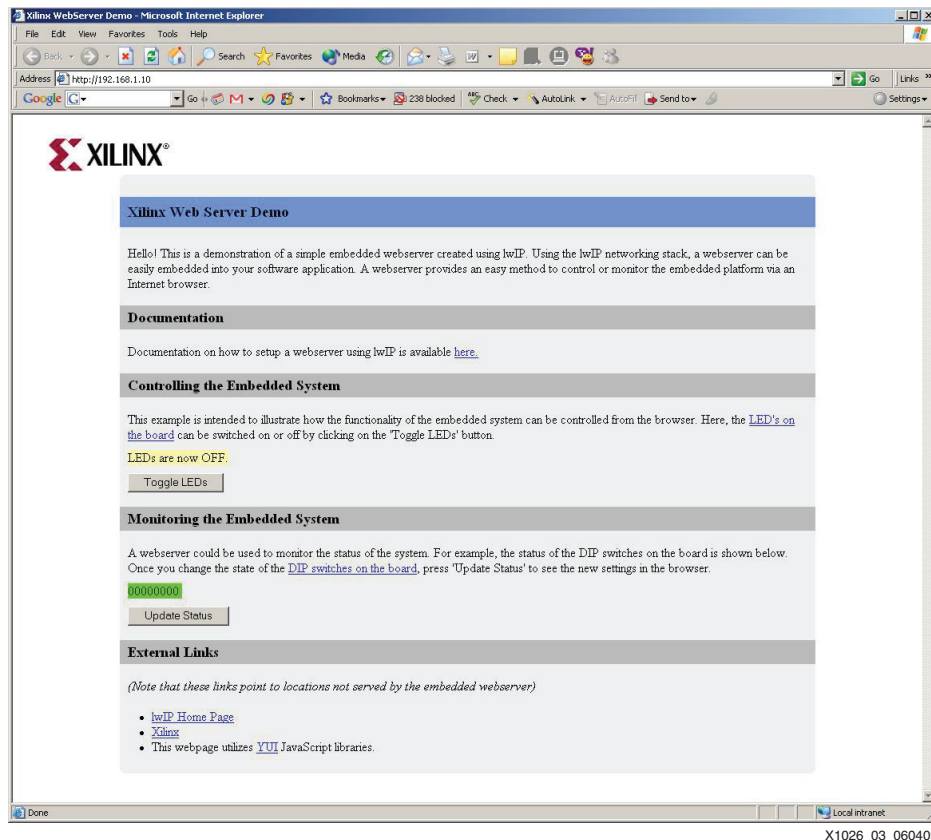 Xilinx WebServer Demo - Microsoft Internet Explorer
File Edit View Favorites Tools Help
Back Search Favorites Media
Address http://192.168.1.10 Go Links »
Google G Go Bookmarks 238 blocked ABC Check AutoLink AutoFill Send to Settings
XILINX®
Xilinx Web Server Demo
Hello! This is a demonstration of a simple embedded webserver created using lwIP. Using the lwIP networking stack, a webserver can be
easily embedded into your software application. A webserver provides an easy method to control or monitor the embedded platform via an
Internet browser.
Documentation
Documentation on how to setup a webserver using lwIP is available here.
Controlling the Embedded System
This example is intended to illustrate how the functionality of the embedded system can be controlled from the browser. Here, the LED's on
the board can be switched on or off by clicking on the 'Toggle LEDs' button.
LEDs are now OFF.
Toggle LEDs
Monitoring the Embedded System
A webserver could be used to monitor the status of the system. For example, the status of the DIP switches on the board is shown below.
Once you change the state of the DIP switches on the board, press 'Update Status' to see the new settings in the browser.
00000000
Update Status
External Links
(Note that these links point to locations not served by the embedded webserver)
• lwIP Home Page
• Xilinx
• This webpage utilizes YUI JavaScript libraries.
Done Local intranet
X1026_03_06040